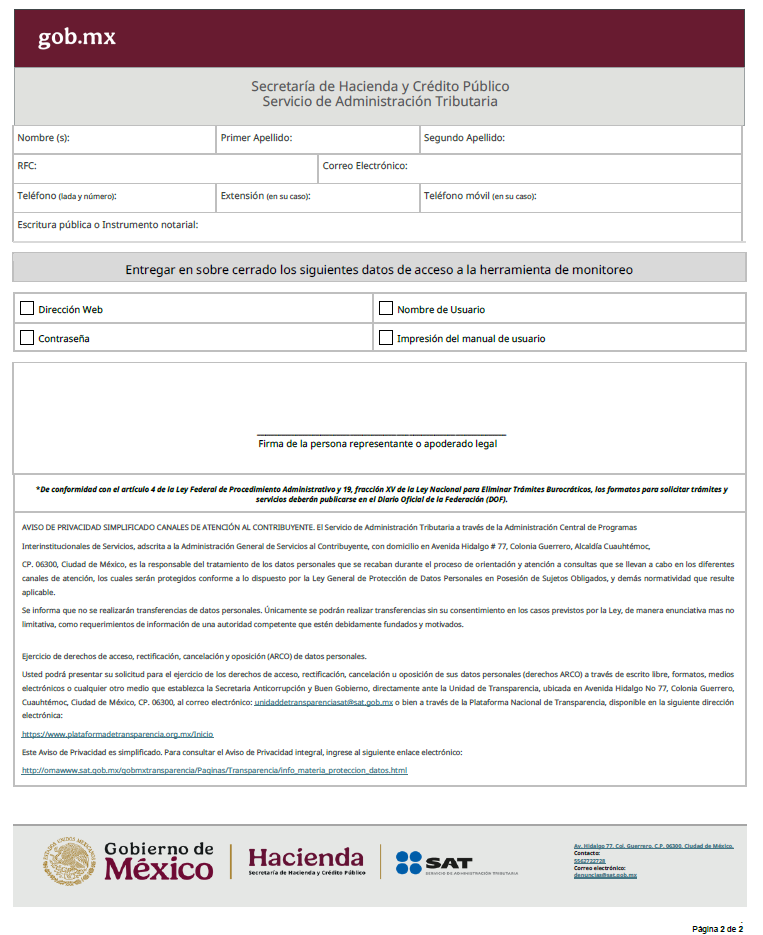 gob.mx
Secretaría de Hacienda y Crédito Público
Servicio de Administración Tributaria
Nombre (s):
Primer Apellido:
Segundo Apellido:
RFC:
Correo Electrónico:
Teléfono (lada y número):
Extensión (en su caso):
Teléfono móvil (en su caso):
Escritura pública o Instrumento notarial:
Entregar en sobre cerrado los siguientes datos de acceso a la herramienta de monitoreo
Dirección Web
Nombre de Usuario
Contraseña
Impresión del manual de usuario
Firma de la persona representante o apoderado legal
*De conformidad con el artículo 4 de la Ley Federal de Procedimiento Administrativo y 19, fracción XV de la Ley Nacional para Eliminar Trámites Burocráticos, los formatos para solicitar trámites y
servicios deberán publicarse en el Diario Oficial de la Federación (DOF).
AVISO DE PRIVACIDAD SIMPLIFICADO CANALES DE ATENCIÓN AL CONTRIBUYENTE. El Servicio de Administración Tributaria a través de la Administración Central de Programas
Interinstitucionales de Servicios, adscrita a la Administración General de Servicios al Contribuyente, con domicilio en Avenida Hidalgo # 77, Colonia Guerrero, Alcaldía Cuauhtémoc,
CP. 06300, Ciudad de México, es la responsable del tratamiento de los datos personales que se recaban durante el proceso de orientación y atención a consultas que se llevan a cabo en los diferentes
canales de atención, los cuales serán protegidos conforme a lo dispuesto por la Ley General de Protección de Datos Personales en Posesión de Sujetos Obligados, y demás normatividad que resulte
aplicable.
Se informa que no se realizarán transferencias de datos personales. Únicamente se podrán realizar transferencias sin su consentimiento en los casos previstos por la Ley, de manera enunciativa mas no
limitativa, como requerimientos de información de una autoridad competente que estén debidamente fundados y motivados.
Ejercicio de derechos de acceso, rectificación, cancelación y oposición (ARCO) de datos personales.
Usted podrá presentar su solicitud para el ejercicio de los derechos de acceso, rectificación, cancelación u oposición de sus datos personales (derechos ARCO) a través de escrito libre, formatos, medios
electrónicos o cualquier otro medio que establezca la Secretaria Anticorrupción y Buen Gobierno, directamente ante la Unidad de Transparencia, ubicada en Avenida Hidalgo No 77, Colonia Guerrero,
Cuauhtémoc, Ciudad de México, CP. 06300, al correo electrónico: unidaddetransparenciasat@sat.gob.mx o bien a través de la Plataforma Nacional de Transparencia, disponible en la siguiente dirección
electrónica:
https://www.plataformadetransparencia.org.mx/Inicio
Este Aviso de Privacidad es simplificado. Para consultar el Aviso de Privacidad integral, ingrese al siguiente enlace electrónico:
http://omawww.sat.gob.mx/gobmxtransparencia/Paginas/Transparencia/info_materia_proteccion_datos.html
Gobierno de
México
Hacienda
Secretaría de Hacienda y Crédito Público
SAT
SERVICIO DE ADMINISTRACIÓN TRIBUTARIA
Av. Hidalgo 77, Col. Guerrero, C.P. 06300, Ciudad de México.
Contacto:
5562722728
Correo electrónico:
denuncias@sat.gob.mx
Página 2 de 2